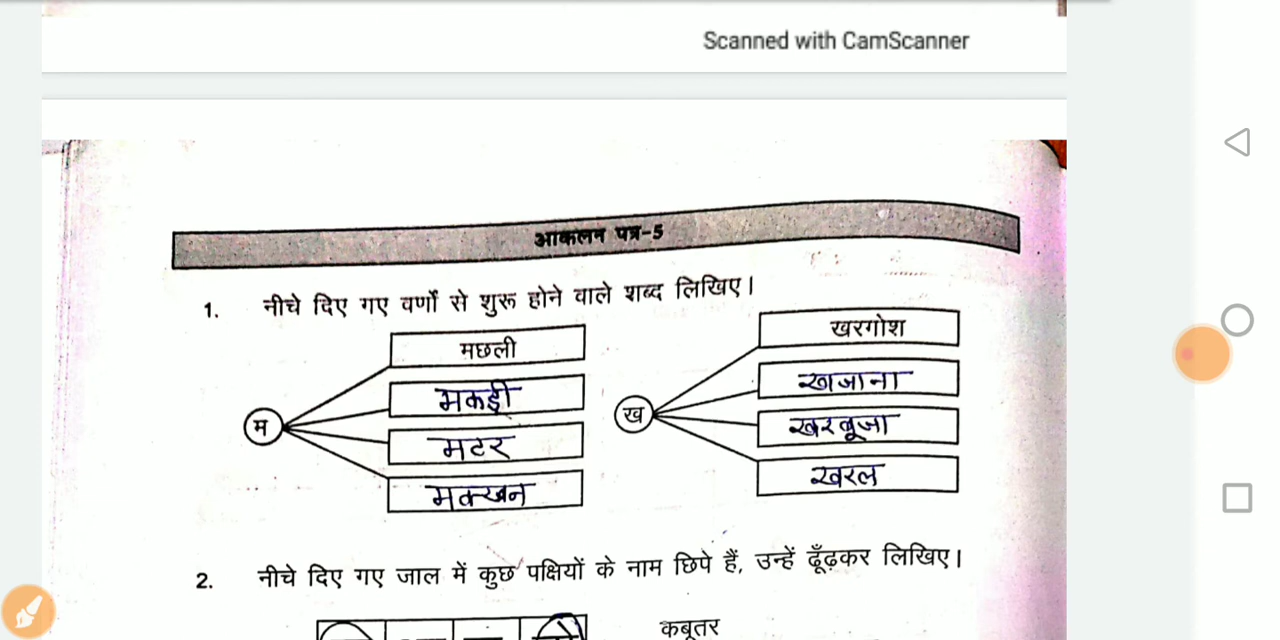 Scanned with CamScanner
आकलन पत्र-5
1. नीचे दिए गए वर्णों से शुरू होने वाले शब्द लिखिए।
म
मछली
मकड़ी
मटर
मक्खन
ख
खरगोश
खजाना
खरबूजा
खरल
2. नीचे दिए गए जाल में कुछ पक्षियों के नाम छिपे हैं, उन्हें ढूँढ़कर लिखिए।
कबूतर